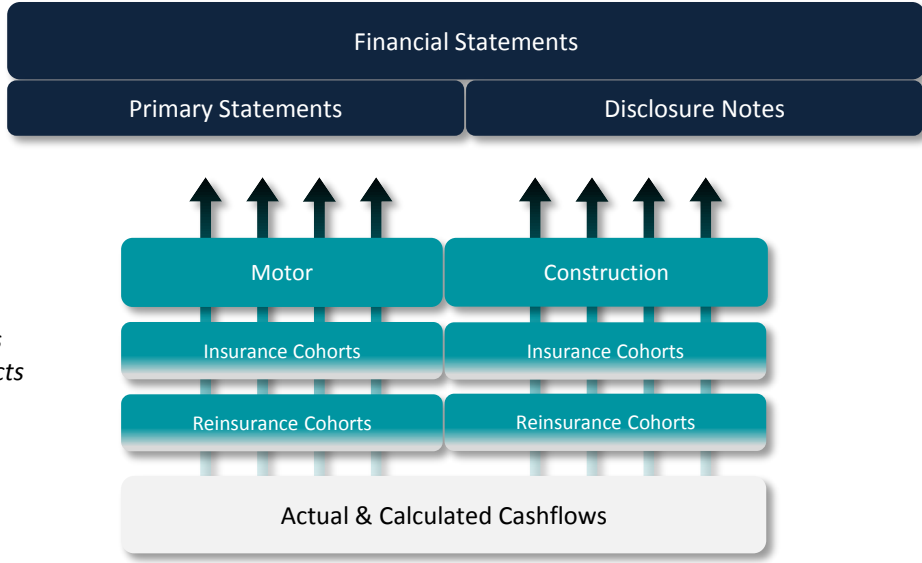 Financial Statements
Primary Statements
Disclosure Notes
Motor
Construction
Insurance Cohorts
Insurance Cohorts
Reinsurance Cohorts
Reinsurance Cohorts
Actual & Calculated Cashflows